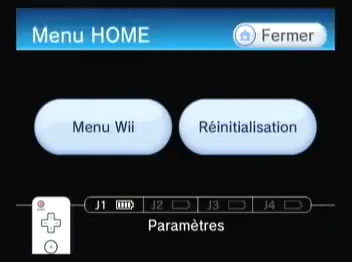 Menu HOME
Fermer
Menu Wii
Réinitialisation
J1 J2 J3 J4
Paramètres